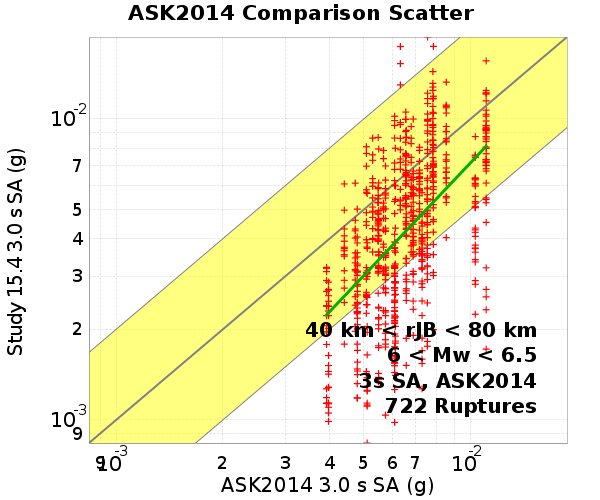 ASK2014 Comparison Scatter
Study 15.4 3.0 s SA (g)
10-2
7
5
4
3
2
10-3
9
40 km < rJB < 80 km
6 < Mw < 6.5
3s SA, ASK2014
722 Ruptures
9 10-3 2 3 4 5 6 7 10-2
ASK2014 3.0 s SA (g)